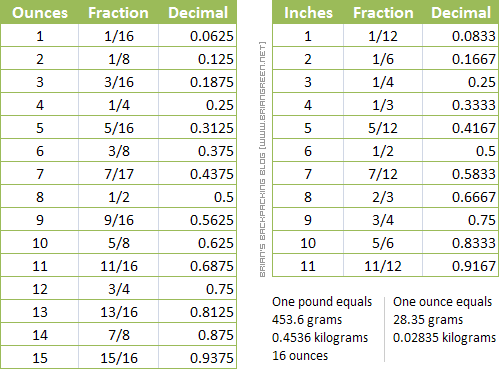 Ounces Fraction Decimal
1 1/16 0.0625
2 1/8 0.125
3 3/16 0.1875
4 1/4 0.25
5 5/16 0.3125
6 3/8 0.375
7 7/17 0.4375
8 1/2 0.5
9 9/16 0.5625
10 5/8 0.625
11 11/16 0.6875
12 3/4 0.75
13 13/16 0.8125
14 7/8 0.875
15 15/16 0.9375
BRIAN'S BACKPACKING BLOG [WWW.BRIANGREEN.NET]
Inches Fraction Decimal
1 1/12 0.0833
2 1/6 0.1667
3 1/4 0.25
4 1/3 0.3333
5 5/12 0.4167
6 1/2 0.5
7 7/12 0.5833
8 2/3 0.6667
9 3/4 0.75
10 5/6 0.8333
11 11/12 0.9167
One pound equals
453.6 grams
0.4536 kilograms
16 ounces
One ounce equals
28.35 grams
0.02835 kilograms